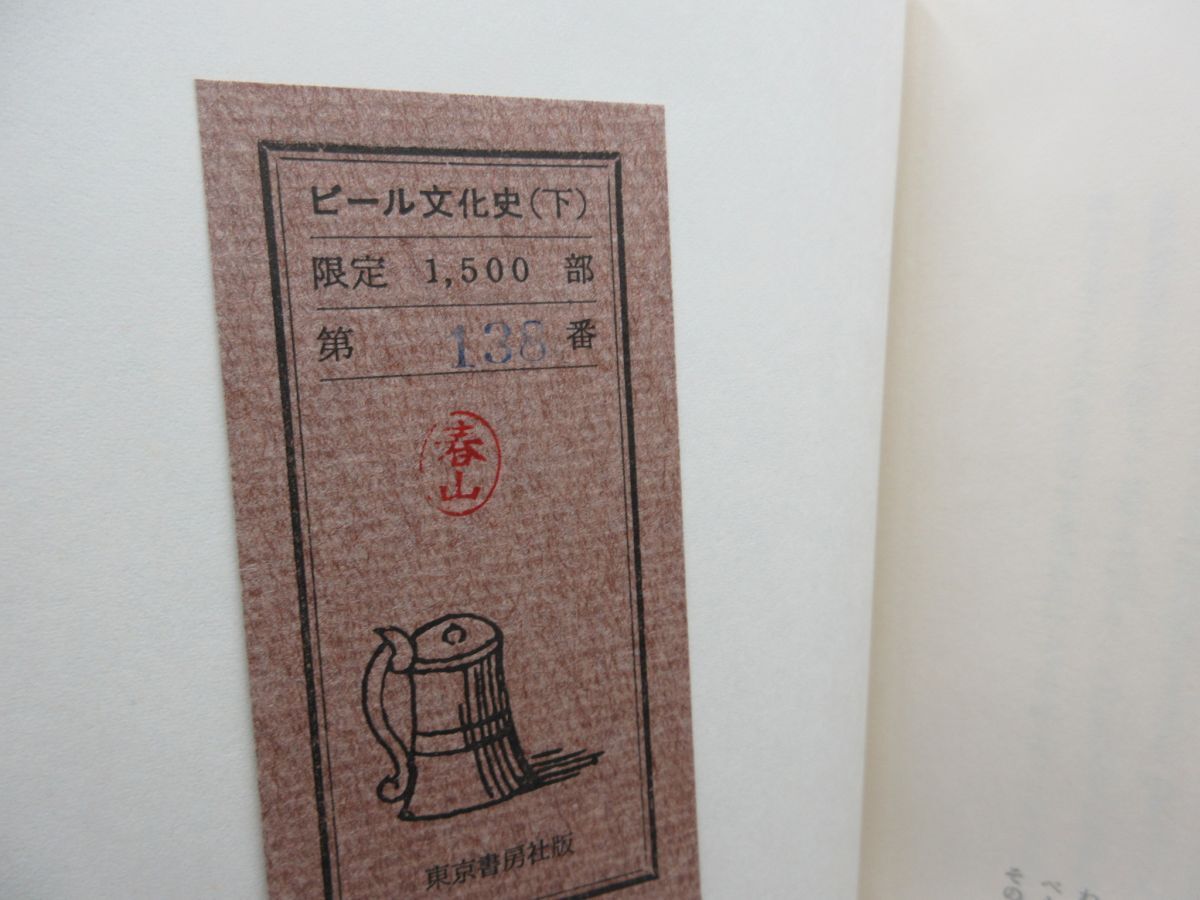 ビール文化史(下)
限定 1,500 部
第 138 番
春山
東京書房社版